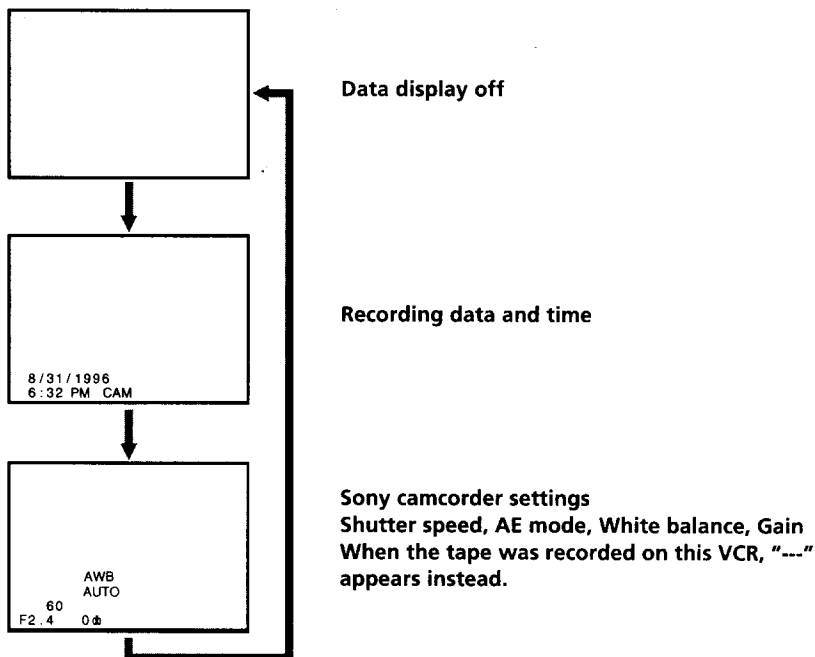 Data display off
8/31/1996
6:32 PM CAM
Recording data and time
AWB
AUTO
60
F2.4 0db
Sony camcorder settings
Shutter speed, AE mode, White balance, Gain
When the tape was recorded on this VCR, "---"
appears instead.